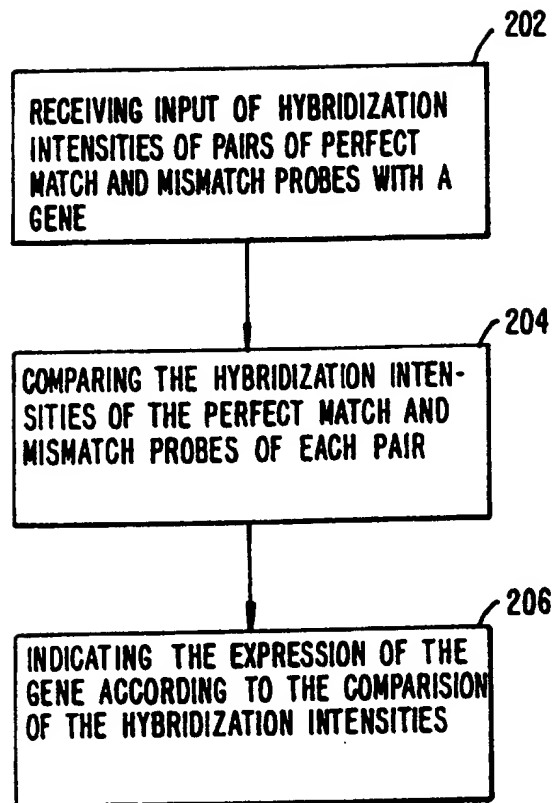 202
RECEIVING INPUT OF HYBRIDIZATION
INTENSITIES OF PAIRS OF PERFECT
MATCH AND MISMATCH PROBES WITH A
GENE
204
COMPARING THE HYBRIDIZATION INTEN-
SITIES OF THE PERFECT MATCH AND
MISMATCH PROBES OF EACH PAIR
206
INDICATING THE EXPRESSION OF THE
GENE ACCORDING TO THE COMPARISION
OF THE HYBRIDIZATION INTENSITIES